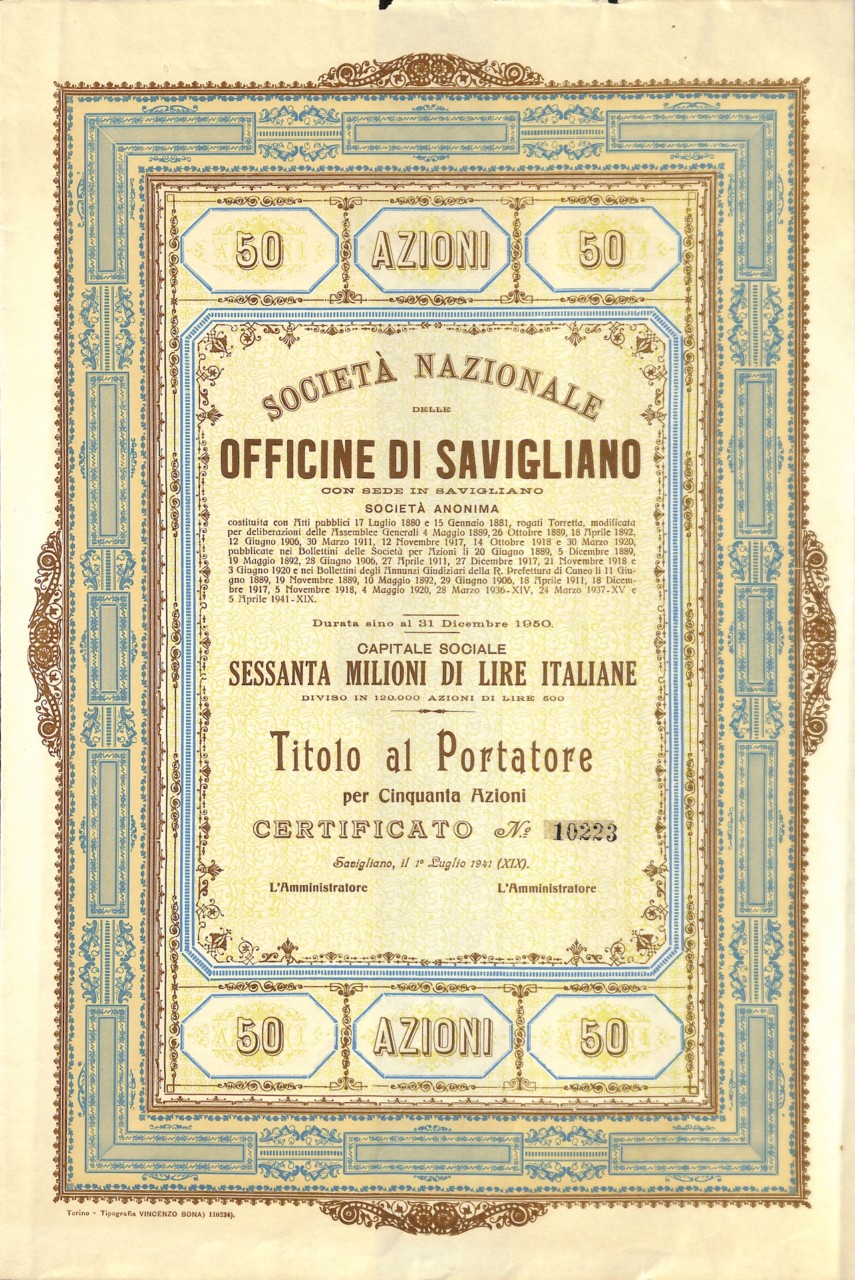 50 AZIONI 50
SOCIETÀ NAZIONALE
DELLE
OFFICINE DI SAVIGLIANO
CON SEDE IN SAVIGLIANO
SOCIETÀ ANONIMA
costituita con Atti pubblici 17 Luglio 1880 e 15 Gennaio 1881, rogati Torretta, modificata
per deliberazioni delle Assemblee Generali 4 Maggio 1889, 26 Ottobre 1889, 18 Aprile 1892,
12 Giugno 1906, 30 Marzo 1911, 12 Novembre 1917, 14 Ottobre 1918 e 30 Marzo 1920,
pubblicate nei Bollettini delle Società per Azioni li 20 Giugno 1889, 5 Dicembre 1889,
19 Maggio 1892, 28 Giugno 1906, 27 Aprile 1911, 27 Dicembre 1917, 21 Novembre 1918 e
3 Giugno 1920 e nei Bollettini degli Annunzi Giudiziari della R. Prefettura di Cuneo li 11 Giu-
gno 1889, 19 Novembre 1889, 10 Maggio 1892, 29 Giugno 1906, 18 Aprile 1911, 18 Dicem-
bre 1917, 5 Novembre 1918, 4 Maggio 1920, 28 Marzo 1936-XIV, 24 Marzo 1937-XV e
5 Aprile 1941-XIX.
Durata sino al 31 Dicembre 1950.
CAPITALE SOCIALE
SESSANTA MILIONI DI LIRE ITALIANE
DIVISO IN 120.000 AZIONI DI LIRE 500
Titolo al Portatore
per Cinquanta Azioni
CERTIFICATO Nº 10223
Savigliano, il 1º Luglio 1941 (XIX).
L'Amministratore L'Amministratore
50 AZIONI 50
Torino - Tipografia VINCENZO BONA) 116224).